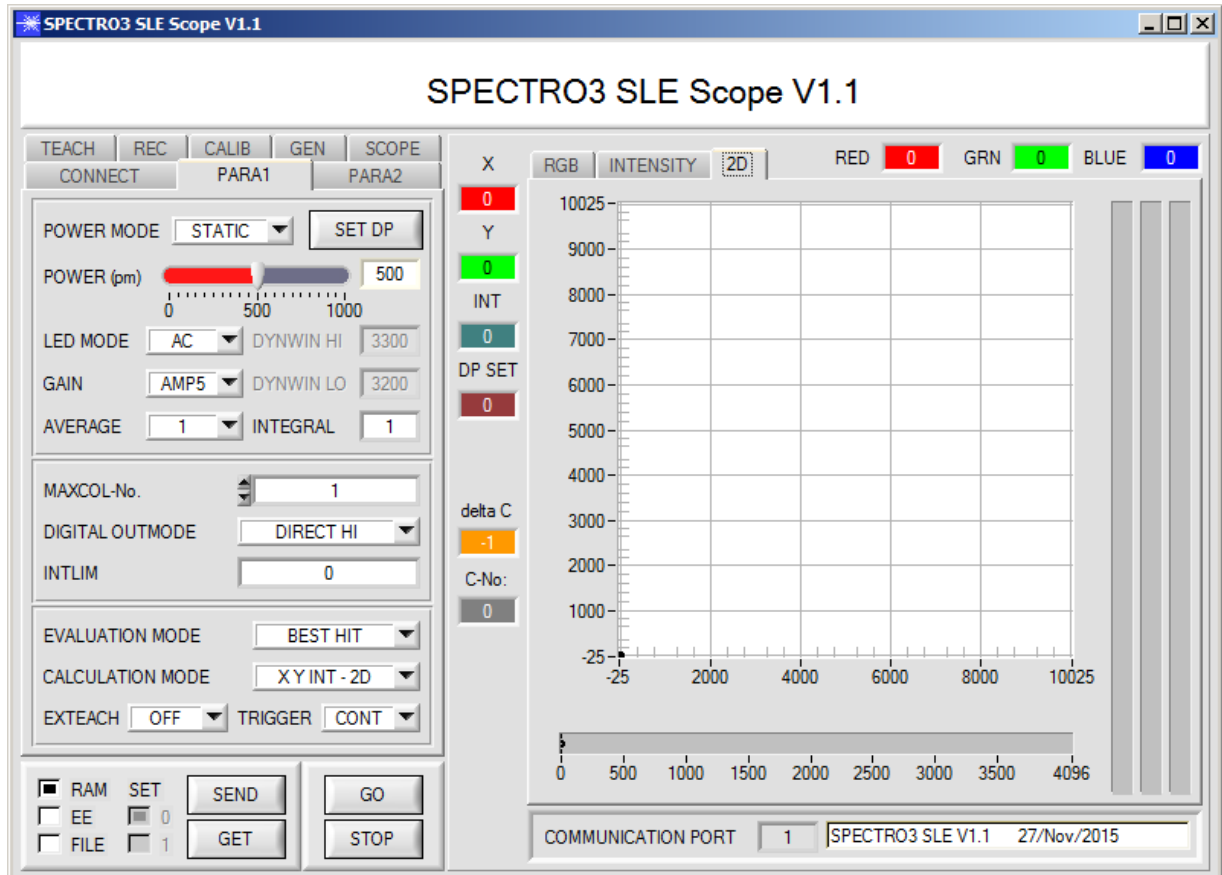 SPECTRO3 SLE Scope V1.1
SPECTRO3 SLE Scope V1.1
TEACH REC CALIB GEN SCOPE
CONNECT PARA1 PARA2
POWER MODE STATIC SET DP
POWER (pm) 500
0 500 1000
LED MODE AC DYNWIN HI 3300
GAIN AMP5 DYNWIN LO 3200
AVERAGE 1 INTEGRAL 1
MAXCOL-No. 1
DIGITAL OUTMODE DIRECT HI
INTLIM 0
EVALUATION MODE BEST HIT
CALCULATION MODE X Y INT - 2D
EXTEACH OFF TRIGGER CONT
RAM SET SEND GO
EE 0
FILE 1 GET STOP
X
0
Y
0
INT
0
DP SET
0
delta C
-1
C-No:
0
RGB INTENSITY 2D RED 0 GRN 0 BLUE 0
10025
9000
8000
7000
6000
5000
4000
3000
2000
1000
-25
-25 2000 4000 6000 8000 10025
0 500 1000 1500 2000 2500 3000 3500 4096
COMMUNICATION PORT 1 SPECTRO3 SLE V1.1 27/Nov/2015